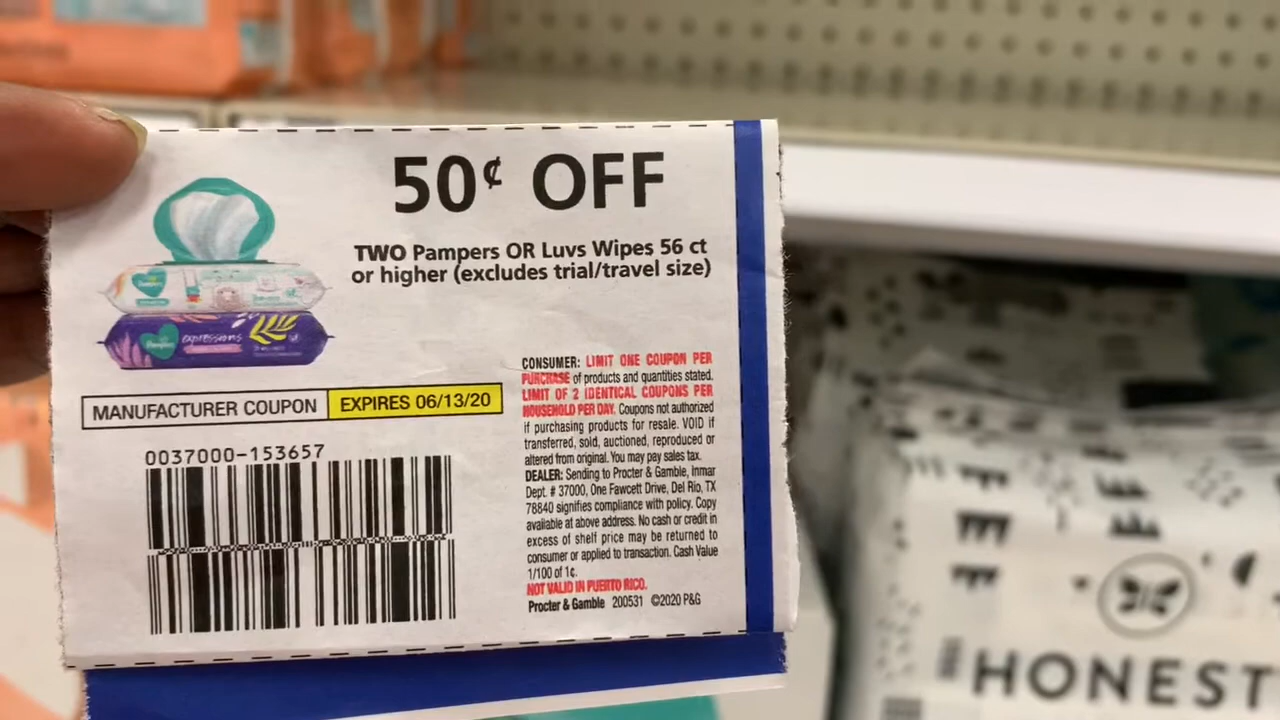 50¢ OFF
TWO Pampers OR Luvs Wipes 56 ct
or higher (excludes trial/travel size)
Pampers
Pampers
expressions
MANUFACTURER COUPON
EXPIRES 06/13/20
0037000-153657
CONSUMER: LIMIT ONE COUPON PER
PURCHASE of products and quantities stated.
LIMIT OF 2 IDENTICAL COUPONS PER
HOUSEHOLD PER DAY. Coupons not authorized
if purchasing products for resale. VOID if
transferred, sold, auctioned, reproduced or
altered from original. You may pay sales tax.
DEALER: Sending to Procter & Gamble, Inmar
Dept. # 37000, One Fawcett Drive, Del Rio, TX
78840 signifies compliance with policy. Copy
available at above address. No cash or credit in
excess of shelf price may be returned to
consumer or applied to transaction. Cash Value
1/100 of 1¢.
NOT VALID IN PUERTO RICO.
Procter & Gamble 200531 ©2020 P&G
HONEST